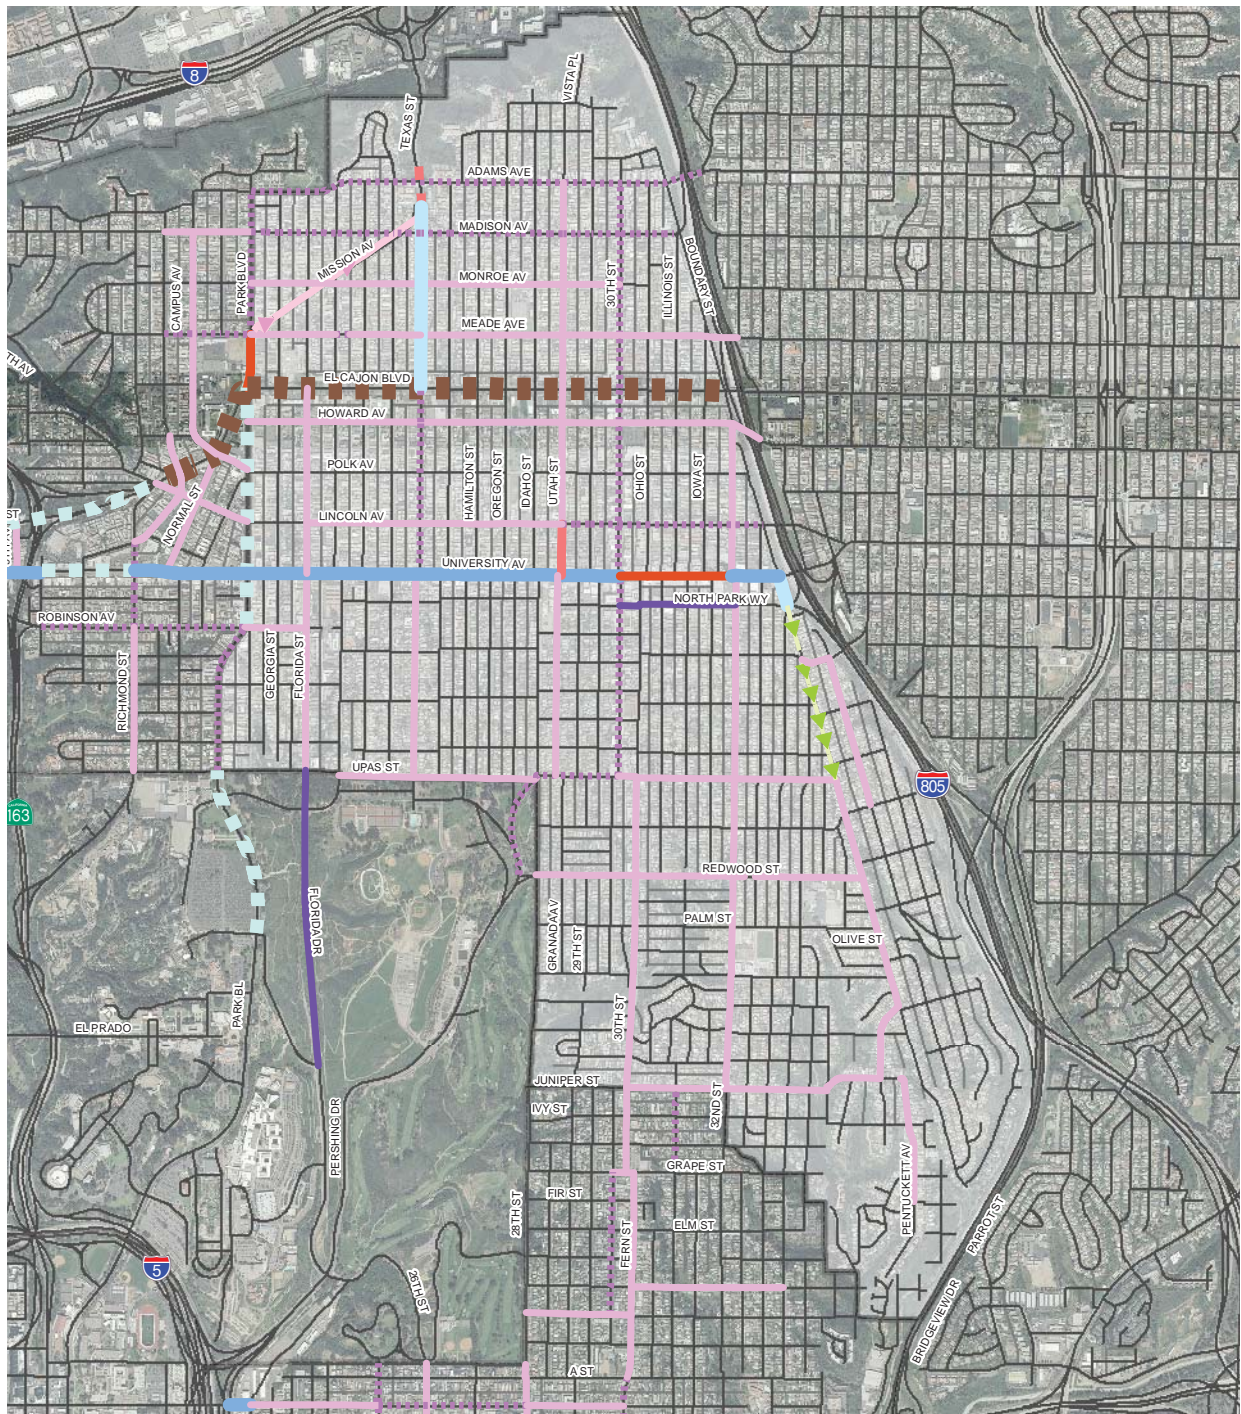 8
VISTA PL
TEXAS ST
ADAMS AVE
MADISON AV
MISSION AV
PARK BLVD
CAMPUS AV
MONROE AV
30TH ST
ILLINOIS ST
BOUNDARY ST
MEADE AVE
TH AV
EL CAJON BLVD
HOWARD AV
POLK AV
HAMILTON ST
OREGON ST
IDAHO ST
UTAH ST
OHIO ST
IOWA ST
NORMAL ST
LINCOLN AV
ST
UNIVERSITY AV
NORTH PARK WY
ROBINSON AV
RICHMOND ST
GEORGIA ST
FLORIDA ST
UPAS ST
805
163
REDWOOD ST
FLORIDA DR
GRANADA AV
29TH ST
PALM ST
OLIVE ST
PARK BL
30TH ST
EL PRADO
JUNIPER ST
IVY ST
32ND ST
PERSHING DR
GRAPE ST
PENTUCKETT AV
FIR ST
28TH ST
FERN ST
ELM ST
PARROT ST
5
26TH ST
BRIDGEVIEW DR
A ST